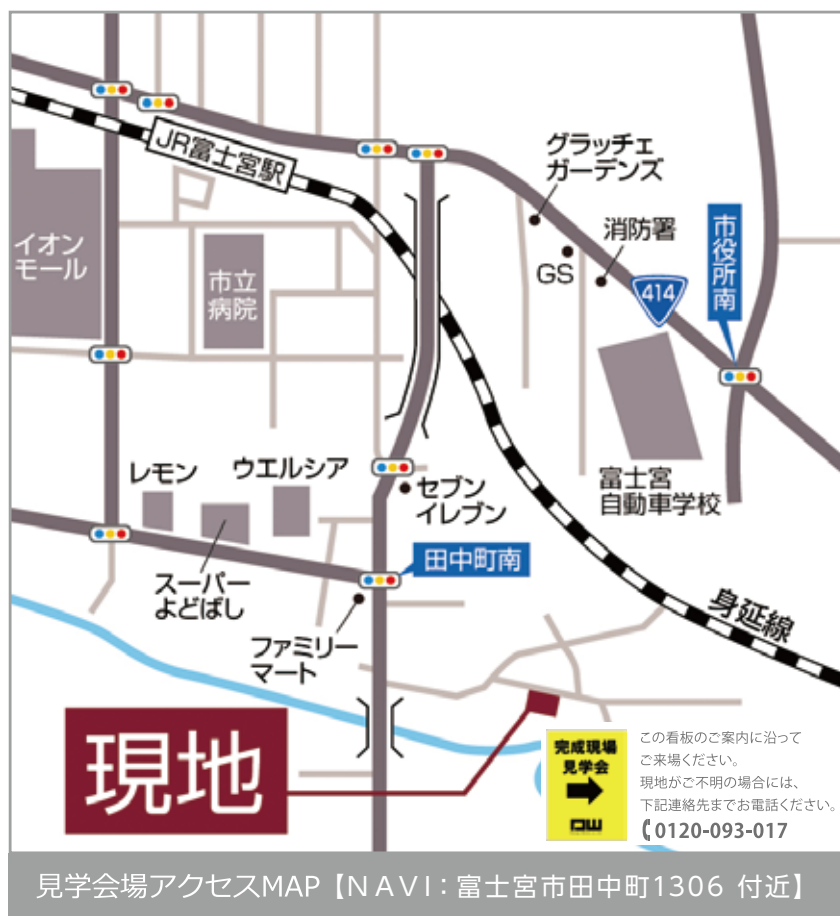 JR富士宮駅
グラッチェ
ガーデンズ
消防署
GS
414
市役所南
イオン
モール
市立
病院
富士宮
自動車学校
レモン
ウエルシア
セブン
イレブン
スーパー
よどばし
田中町南
ファミリー
マート
身延線
現地
完成現場
見学会
この看板のご案内に沿って
ご来場ください。
現地がご不明の場合には、
下記連絡先までお電話ください。
0120-093-017
見学会場アクセスMAP【NAVI：富士宮市田中町1306 付近】